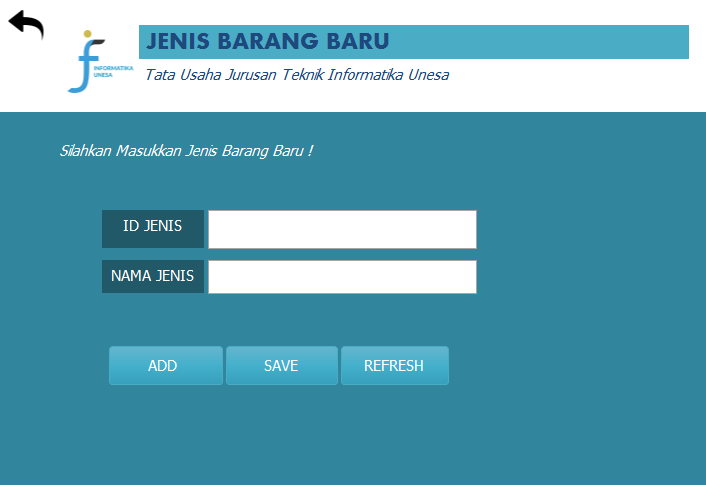 JENIS BARANG BARU
INFORMATIKA
UNESA
Tata Usaha Jurusan Teknik Informatika Unesa
Silahkan Masukkan Jenis Barang Baru !
ID JENIS
NAMA JENIS
ADD SAVE REFRESH